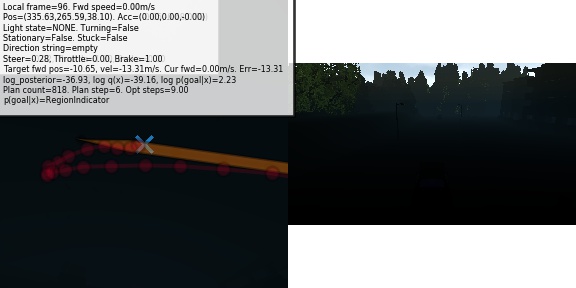 Local frame=96. Fwd speed=0.00m/s
Pos=(335.63,265.59,38.10). Acc=(0.00,0.00,-0.00)
Light state=NONE. Turning=False
Stationary=False. Stuck=False
Direction string=empty
Steer=0.28, Throttle=0.00, Brake=1.00
Target fwd pos=-10.65, vel=-13.31m/s. Cur fwd=0.00m/s. Err=-13.31
log_posterior=-36.93, log q(x)=-39.16, log p(goal|x)=2.23
Plan count=818. Plan step=6. Opt steps=9.00
p(goal|x)=RegionIndicator